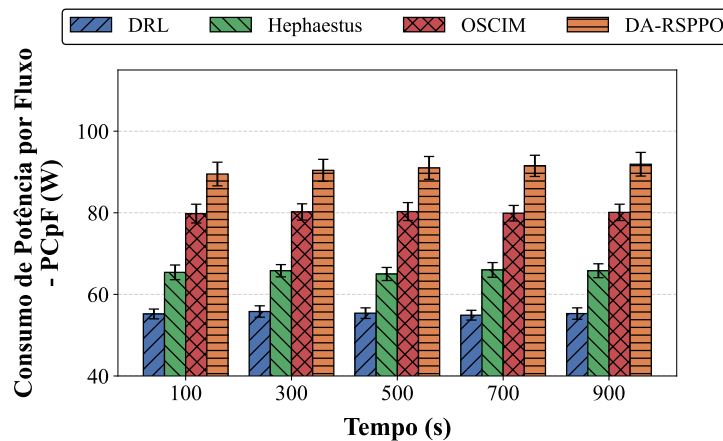 DRL Hephaestus OSCIM DA-RSPPO
Consumo de Potência por Fluxo
- PCpF (W)
100
80
60
40
100 300 500 700 900
Tempo (s)